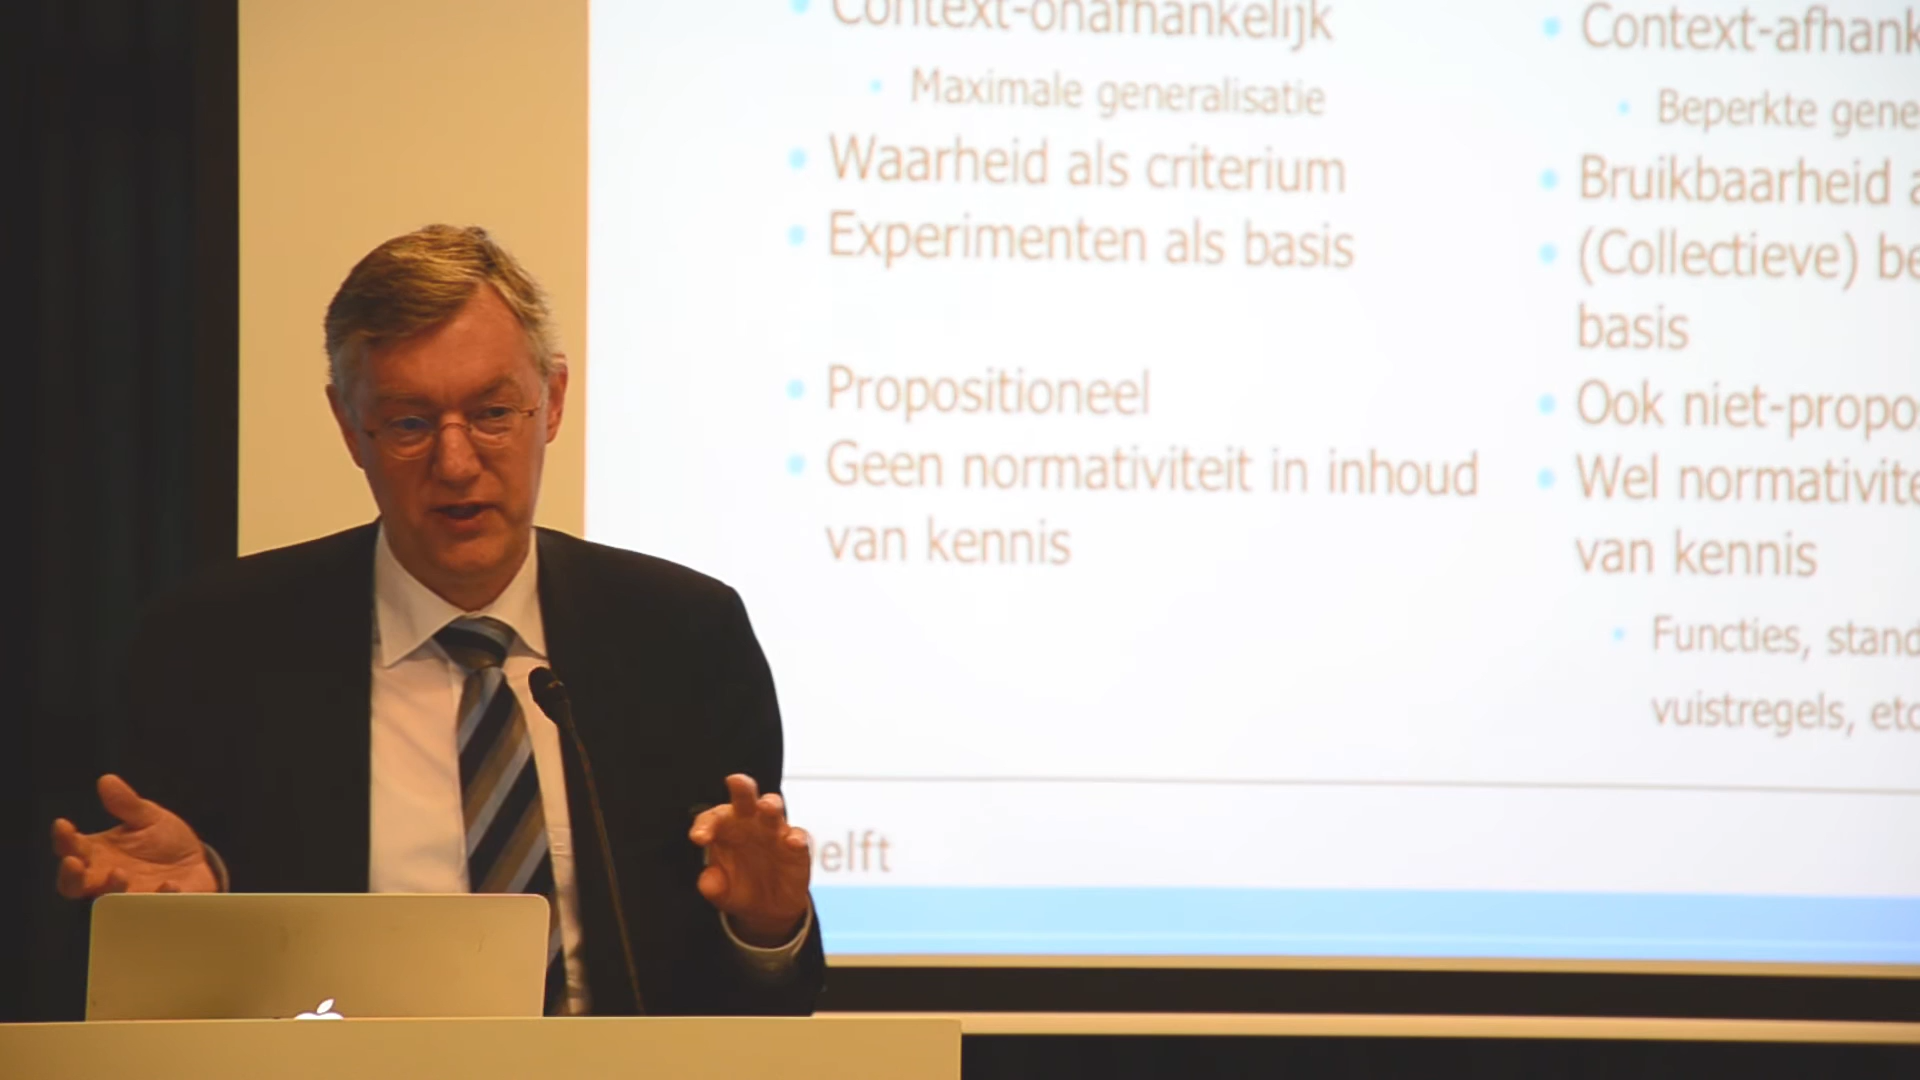 Context-onafhankelijk
Maximale generalisatie
Waarheid als criterium
Experimenten als basis
Propositioneel
Geen normativiteit in inhoud
van kennis
Context-afhank
Beperkte gene
Bruikbaarheid a
(Collectieve) be
basis
Ook niet-propo
Wel normativite
van kennis
Functies, stand
vuistregels, etc
elft